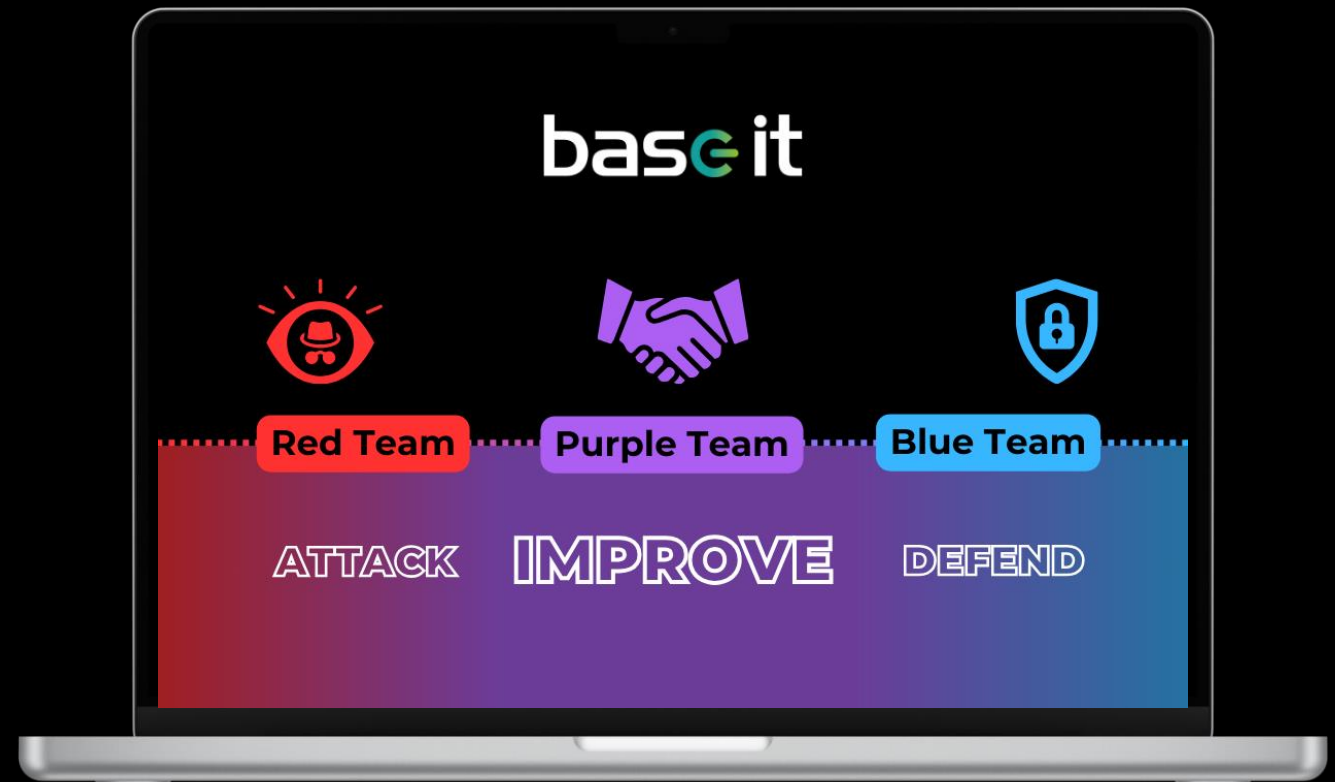 base it
Red Team
Purple Team
Blue Team
ATTACK
IMPROVE
DEFEND